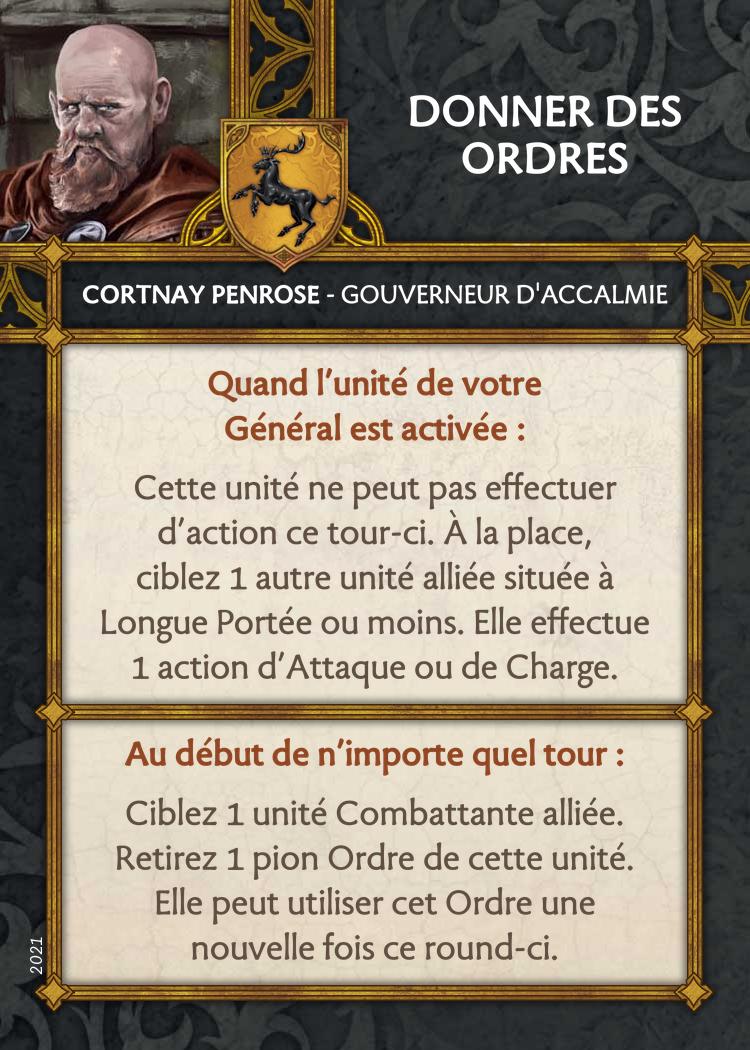 DONNER DES
ORDRES
CORTNAY PENROSE - GOUVERNEUR D'ACCALMIE
Quand l'unité de votre
Général est activée :
Cette unité ne peut pas effectuer
d'action ce tour-ci. À la place,
ciblez 1 autre unité alliée située à
Longue Portée ou moins. Elle effectue
1 action d'Attaque ou de Charge.
Au début de n'importe quel tour :
Ciblez 1 unité Combattante alliée.
Retirez 1 pion Ordre de cette unité.
Elle peut utiliser cet Ordre une
nouvelle fois ce round-ci.
2021